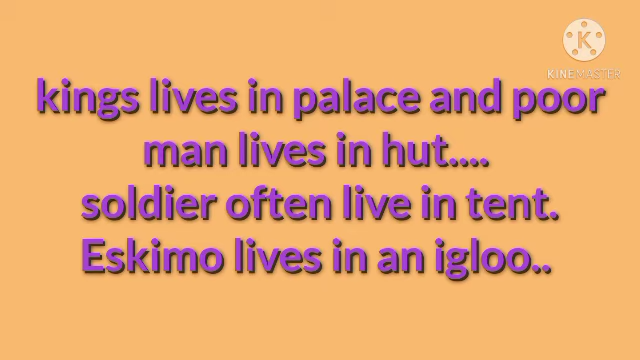 KINEMASTER
kings lives in palace and poor
man lives in hut....
soldier often live in tent.
Eskimo lives in an igloo..